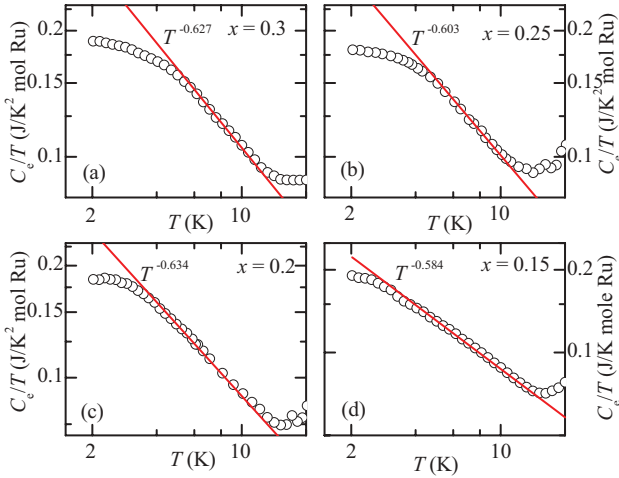 C_e/T (J/K² mol Ru)
0.2
0.15
0.1
T^-0.627
x = 0.3
(a)
2
10
T (K)
T^-0.603
x = 0.25
(b)
0.2
0.15
0.1
C_e/T (J/K² mol Ru)
2
10
T (K)
C_e/T (J/K² mol Ru)
0.2
0.15
0.1
T^-0.634
x = 0.2
(c)
2
10
T (K)
T^-0.584
x = 0.15
(d)
0.2
0.1
C_e/T (J/K mole Ru)
2
10
T (K)